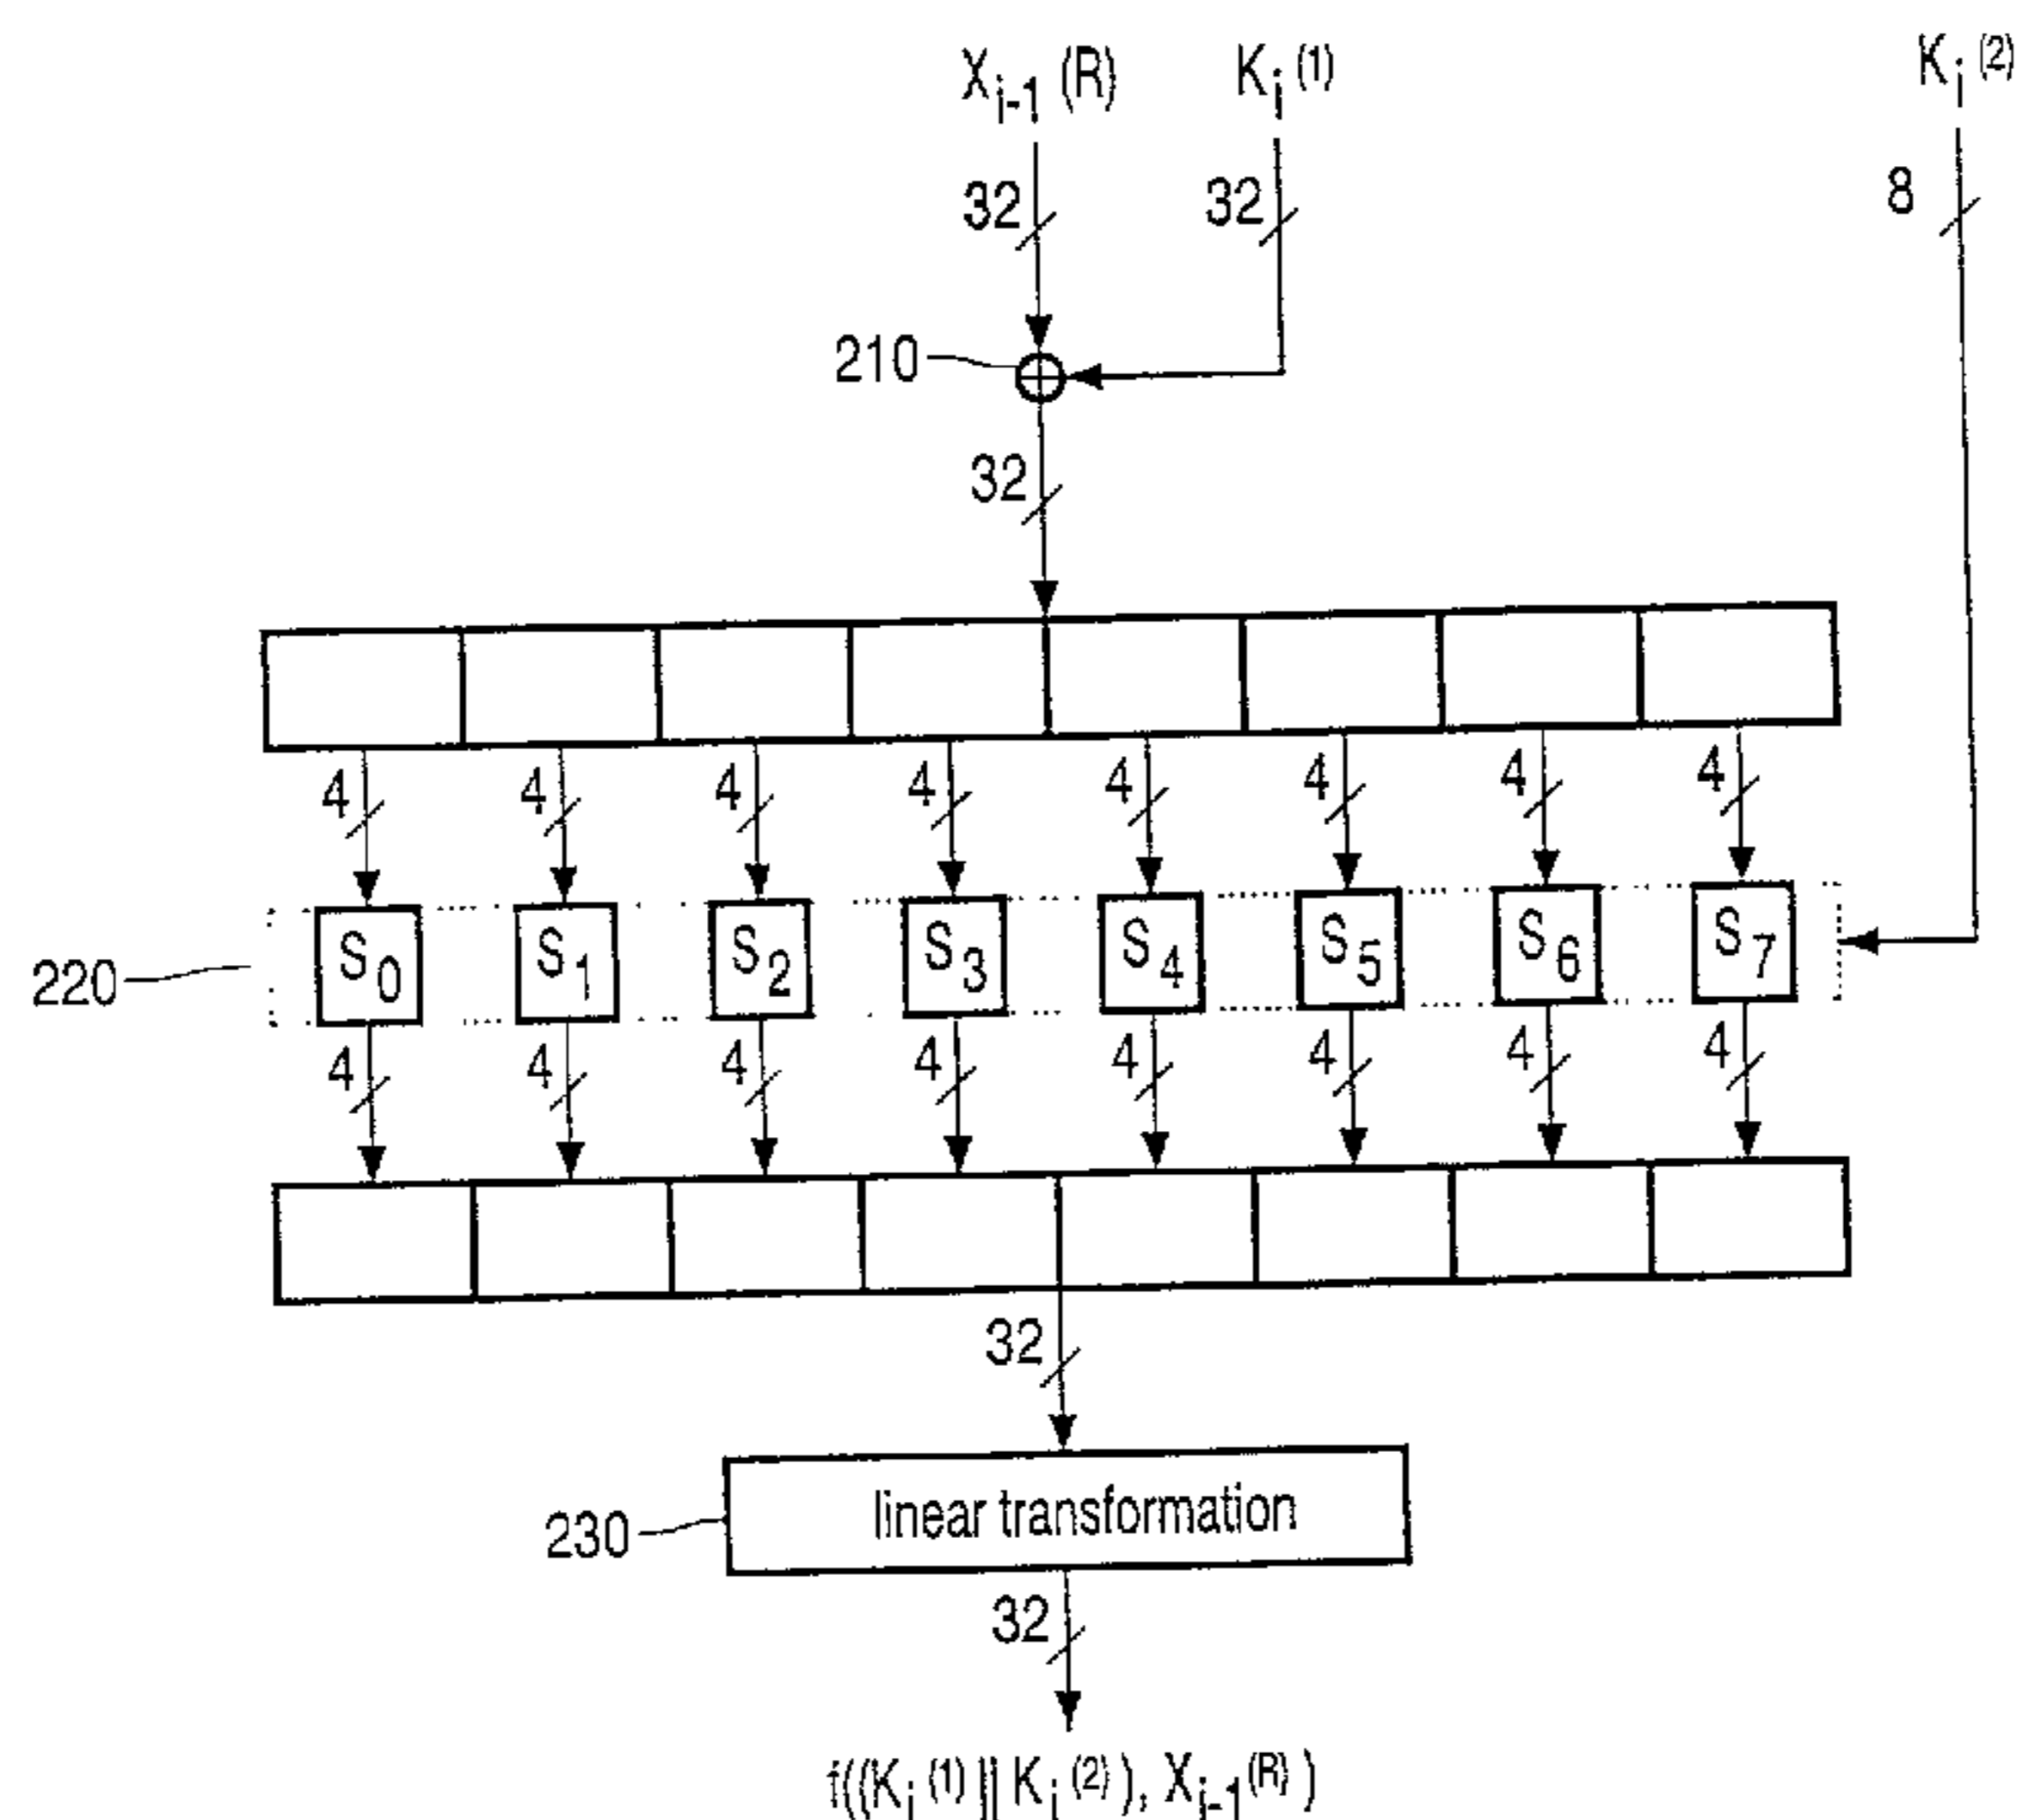 X_{i-1} (R) K_i (1) K_i (2)
32 32 8
210
32
4 4 4 4 4 4 4 4
220 S_0 S_1 S_2 S_3 S_4 S_5 S_6 S_7
4 4 4 4 4 4 4 4
32
230 linear transformation
32
f((K_i (1) || K_i (2)), X_{i-1} (R))